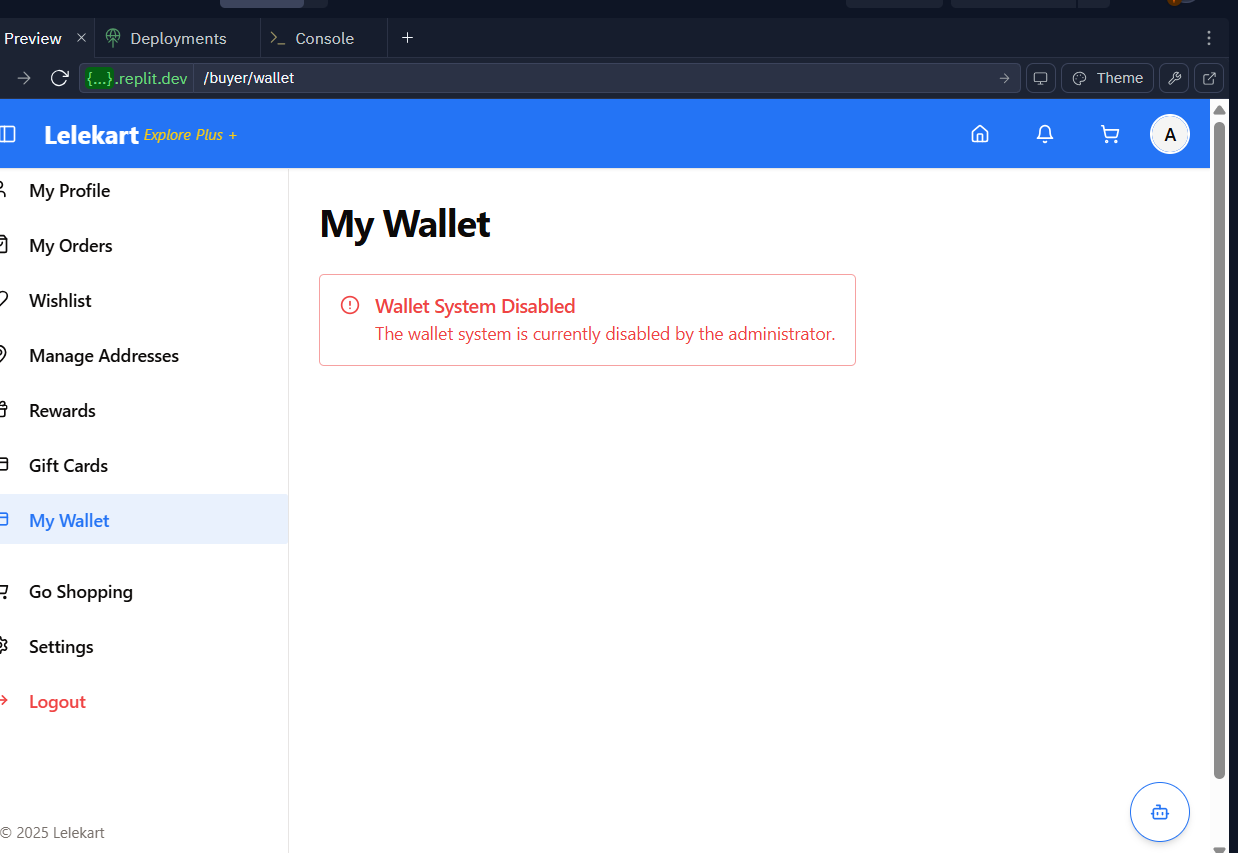 Preview × Deployments Console +
{...}.replit.dev /buyer/wallet Theme
Lelekart Explore Plus + A
My Profile
My Orders
Wishlist
Manage Addresses
Rewards
Gift Cards
My Wallet
Go Shopping
Settings
Logout
© 2025 Lelekart
My Wallet
Wallet System Disabled
The wallet system is currently disabled by the administrator.